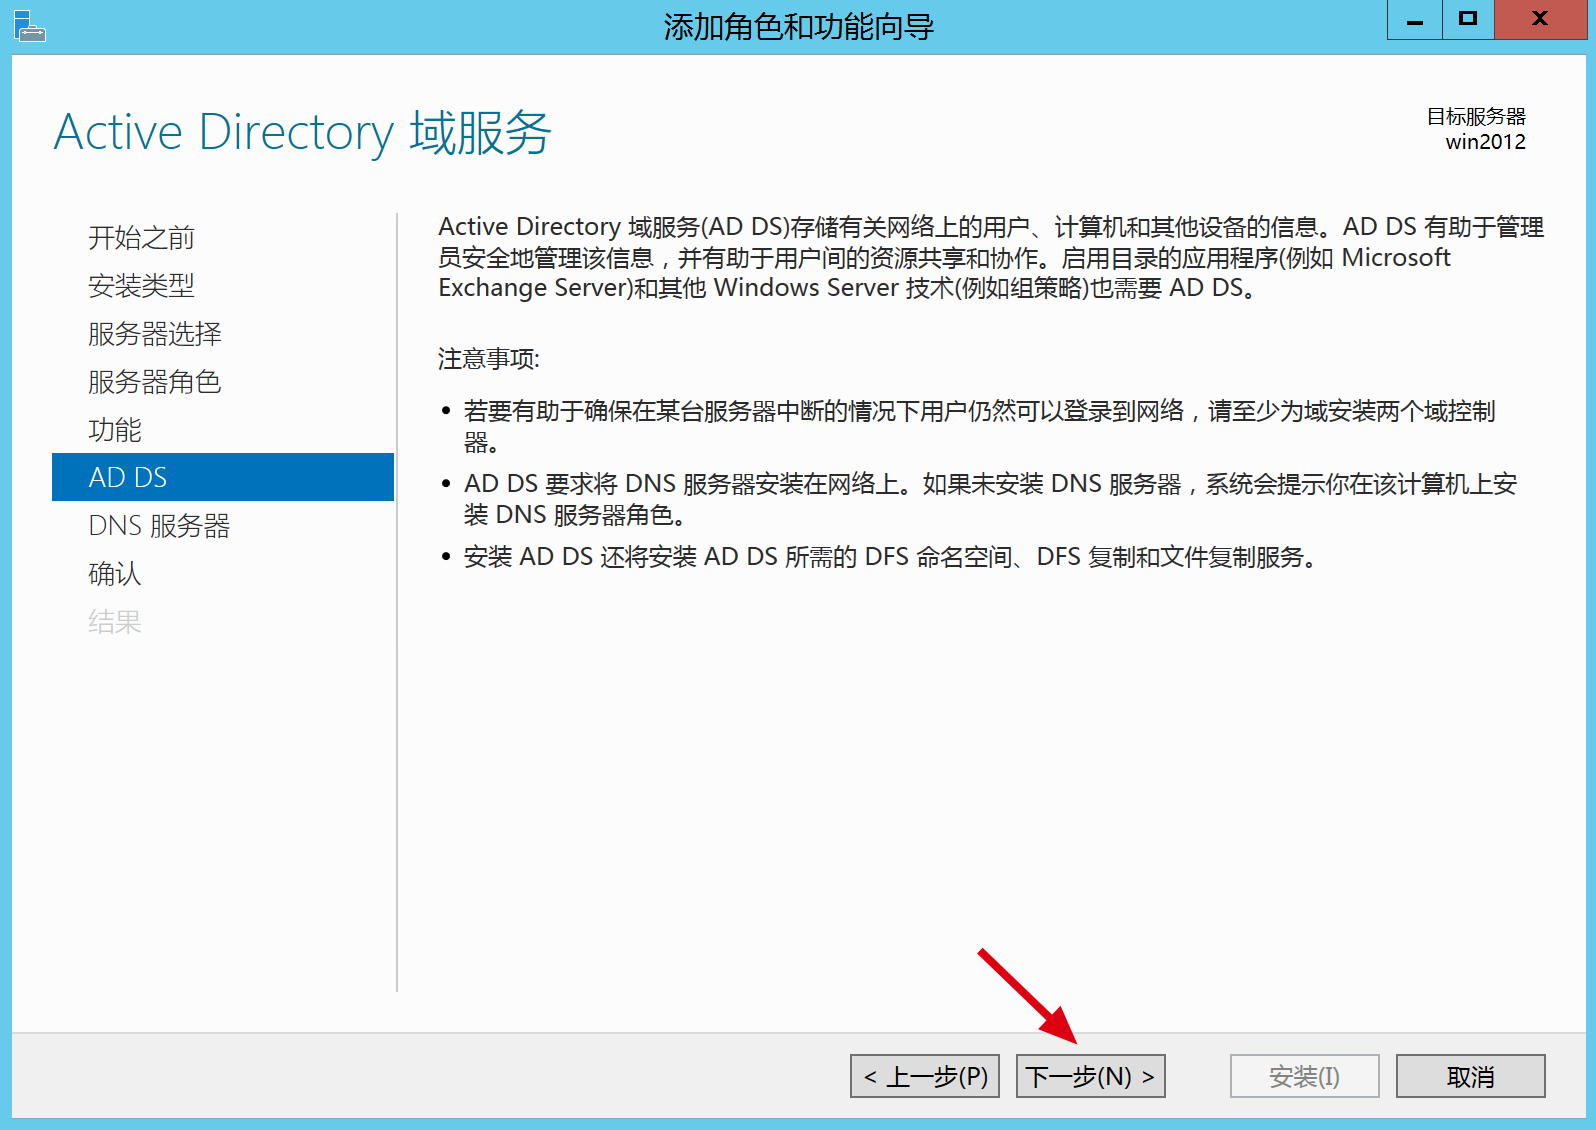 添加角色和功能向导
Active Directory 域服务
目标服务器
win2012
开始之前
安装类型
服务器选择
服务器角色
功能
AD DS
DNS 服务器
确认
结果
Active Directory 域服务(AD DS)存储有关网络上的用户、计算机和其他设备的信息。AD DS 有助于管理
员安全地管理该信息，并有助于用户间的资源共享和协作。启用目录的应用程序(例如 Microsoft
Exchange Server)和其他 Windows Server 技术(例如组策略)也需要 AD DS。
注意事项:
• 若要有助于确保在某台服务器中断的情况下用户仍然可以登录到网络，请至少为域安装两个域控制
器。
• AD DS 要求将 DNS 服务器安装在网络上。如果未安装 DNS 服务器，系统会提示你在该计算机上安
装 DNS 服务器角色。
• 安装 AD DS 还将安装 AD DS 所需的 DFS 命名空间、DFS 复制和文件复制服务。
< 上一步(P)
下一步(N) >
安装(I)
取消